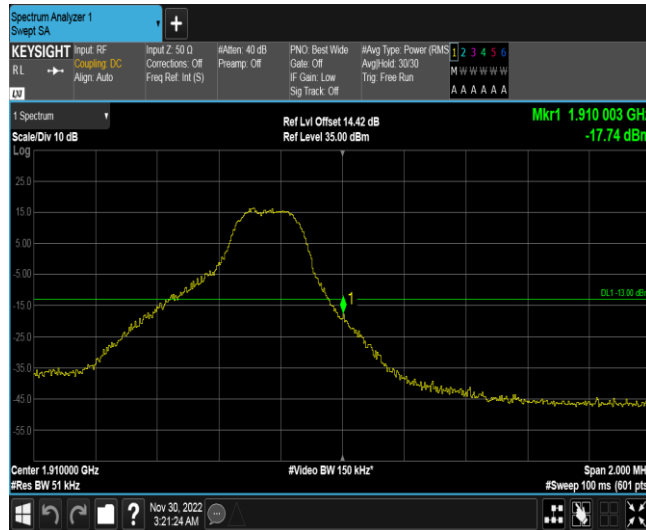 Spectrum Analyzer 1
Swept SA
KEYSIGHT Input: RF Input Z: 50 Ω #Atten: 40 dB PNO: Best Wide #Avg Type: Power (RMS 1 2 3 4 5 6
RL Coupling: DC Corrections: Off Preamp: Off Gate: Off Avg|Hold: 30/30 M W W W W W
Align: Auto Freq Ref: Int (S) IF Gain: Low Trig: Free Run
LXI Sig Track: Off A A A A A A
1 Spectrum Ref Lvl Offset 14.42 dB Mkr1 1.910 003 GHz
Scale/Div 10 dB Ref Level 35.00 dBm -17.74 dBm
Log
25.0
15.0
5.00
-5.00
1
DL1 -13.00 dBm
-15.0
-25.0
-35.0
-45.0
-55.0
Center 1.910000 GHz #Video BW 150 kHz* Span 2.000 MH
#Res BW 51 kHz #Sweep 100 ms (601 pts
? Nov 30, 2022
3:21:24 AM